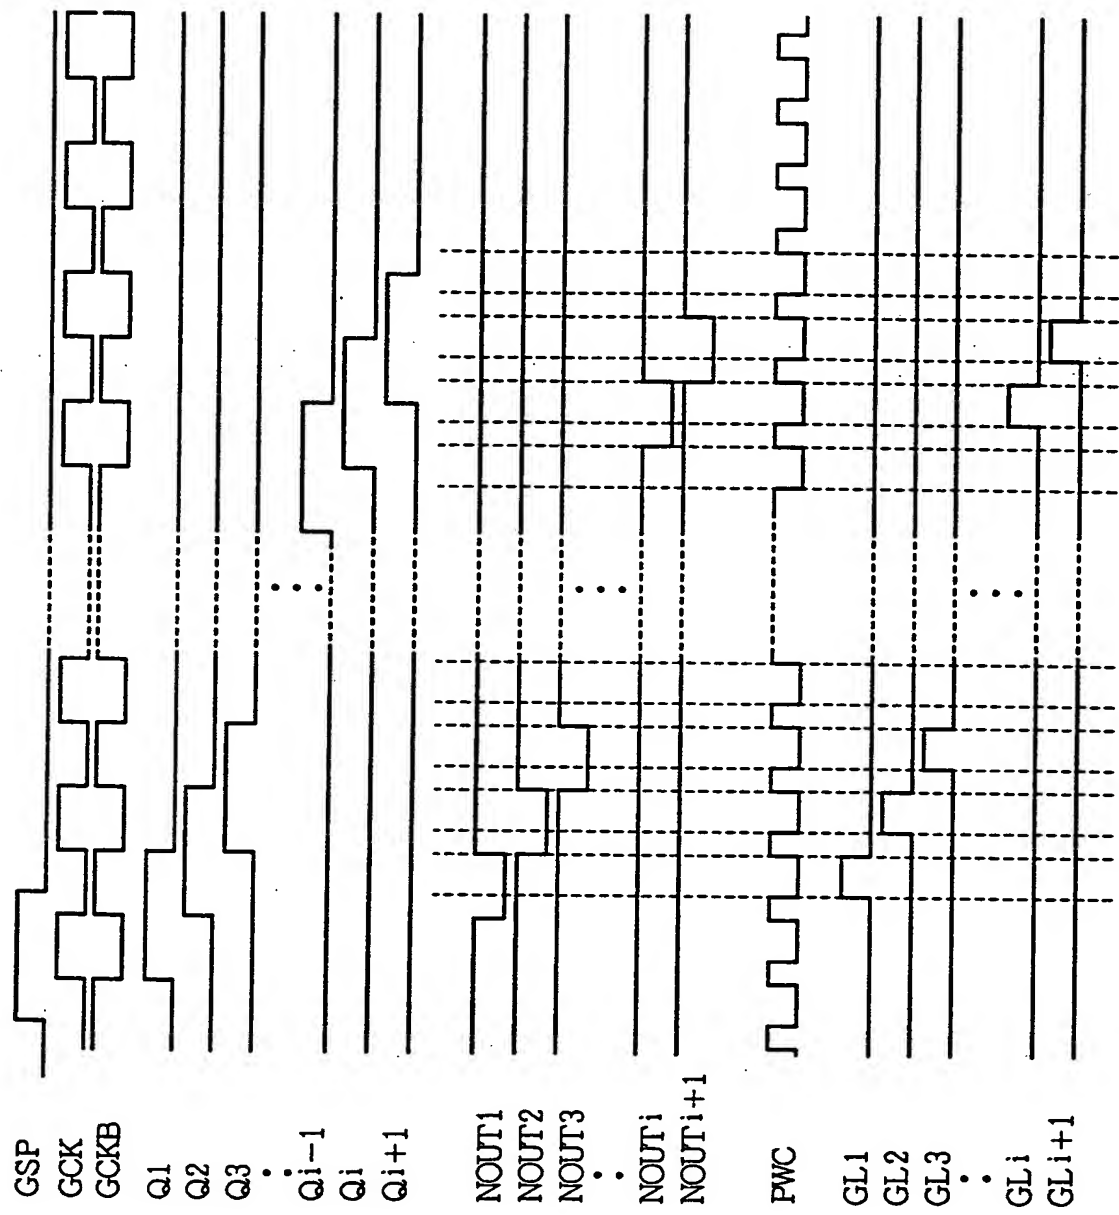 GSP
GCK
GCKB
Q1
Q2
Q3
Qi-1
Qi
Qi+1
NOUT1
NOUT2
NOUT3
NOUTi
NOUTi+1
PWC
GL1
GL2
GL3
GLi
GLi+1